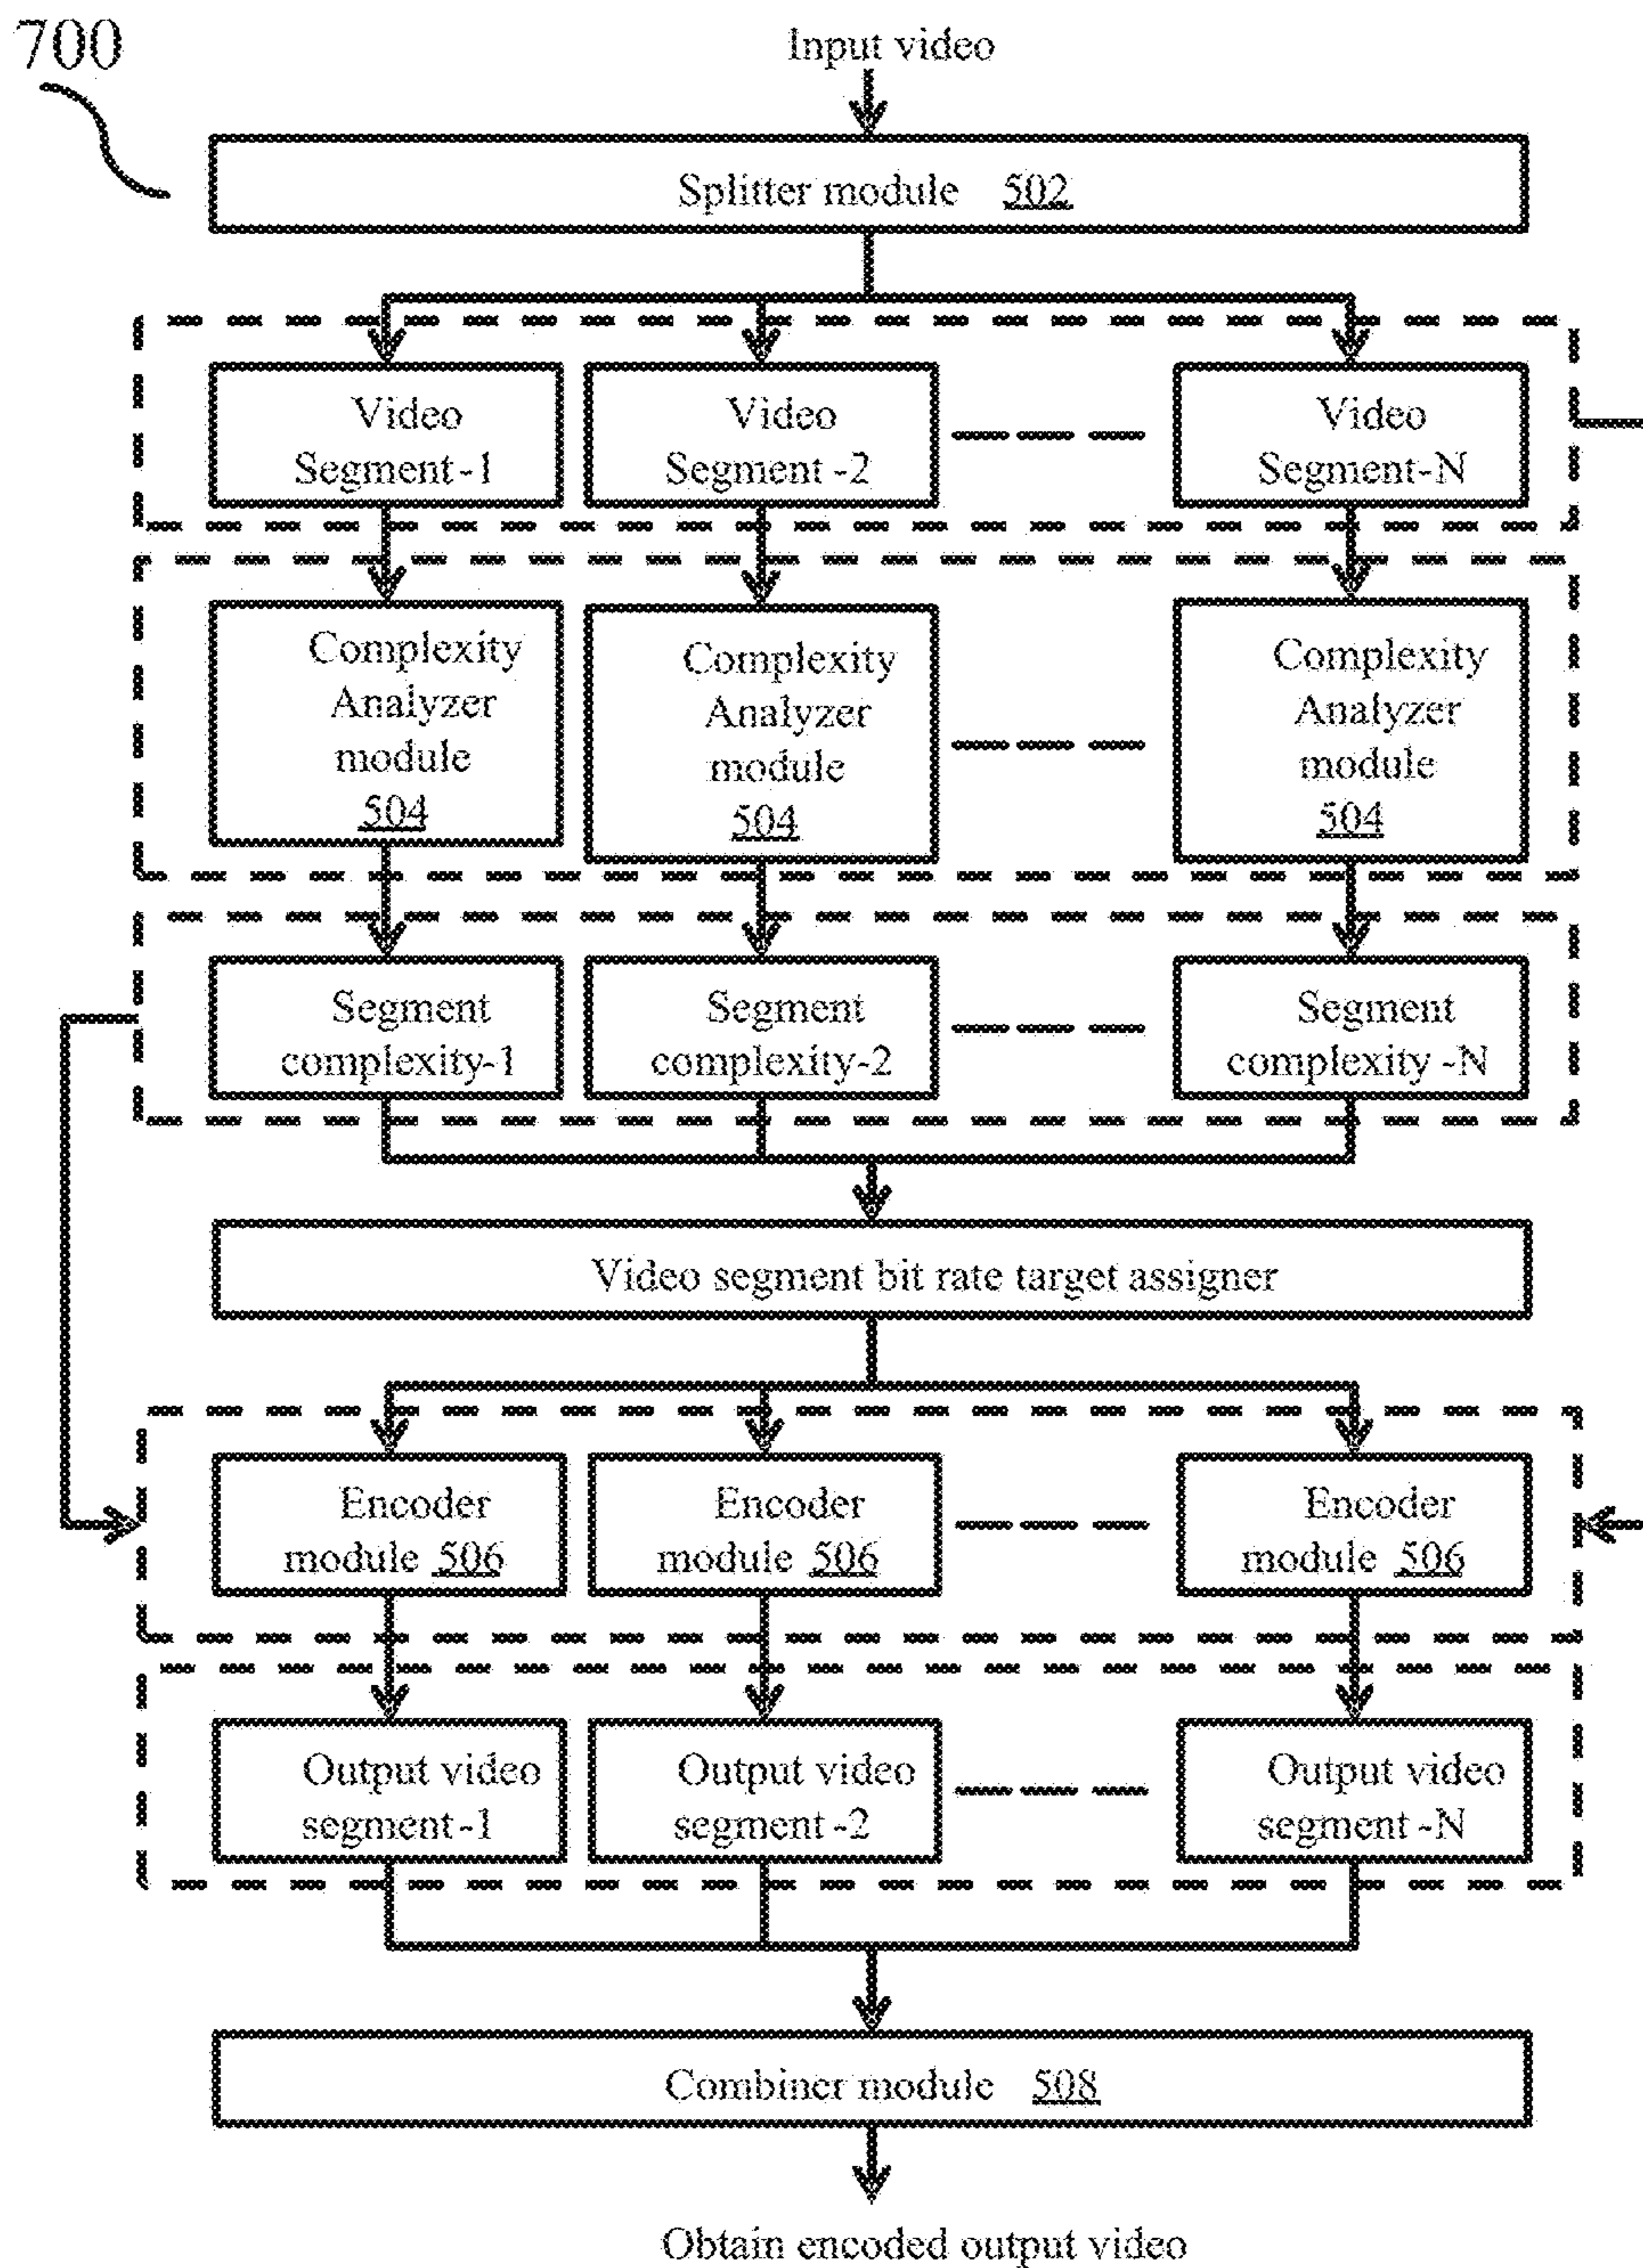 700
Input video
Splitter module 502
Video
Segment-1
Video
Segment-2
Video
Segment-N
Complexity
Analyzer
module
504
Complexity
Analyzer
module
504
Complexity
Analyzer
module
504
Segment
complexity-1
Segment
complexity-2
Segment
complexity-N
Video segment bit rate target assigner
Encoder
module 506
Encoder
module 506
Encoder
module 506
Output video
segment-1
Output video
segment-2
Output video
segment-N
Combiner module 508
Obtain encoded output video